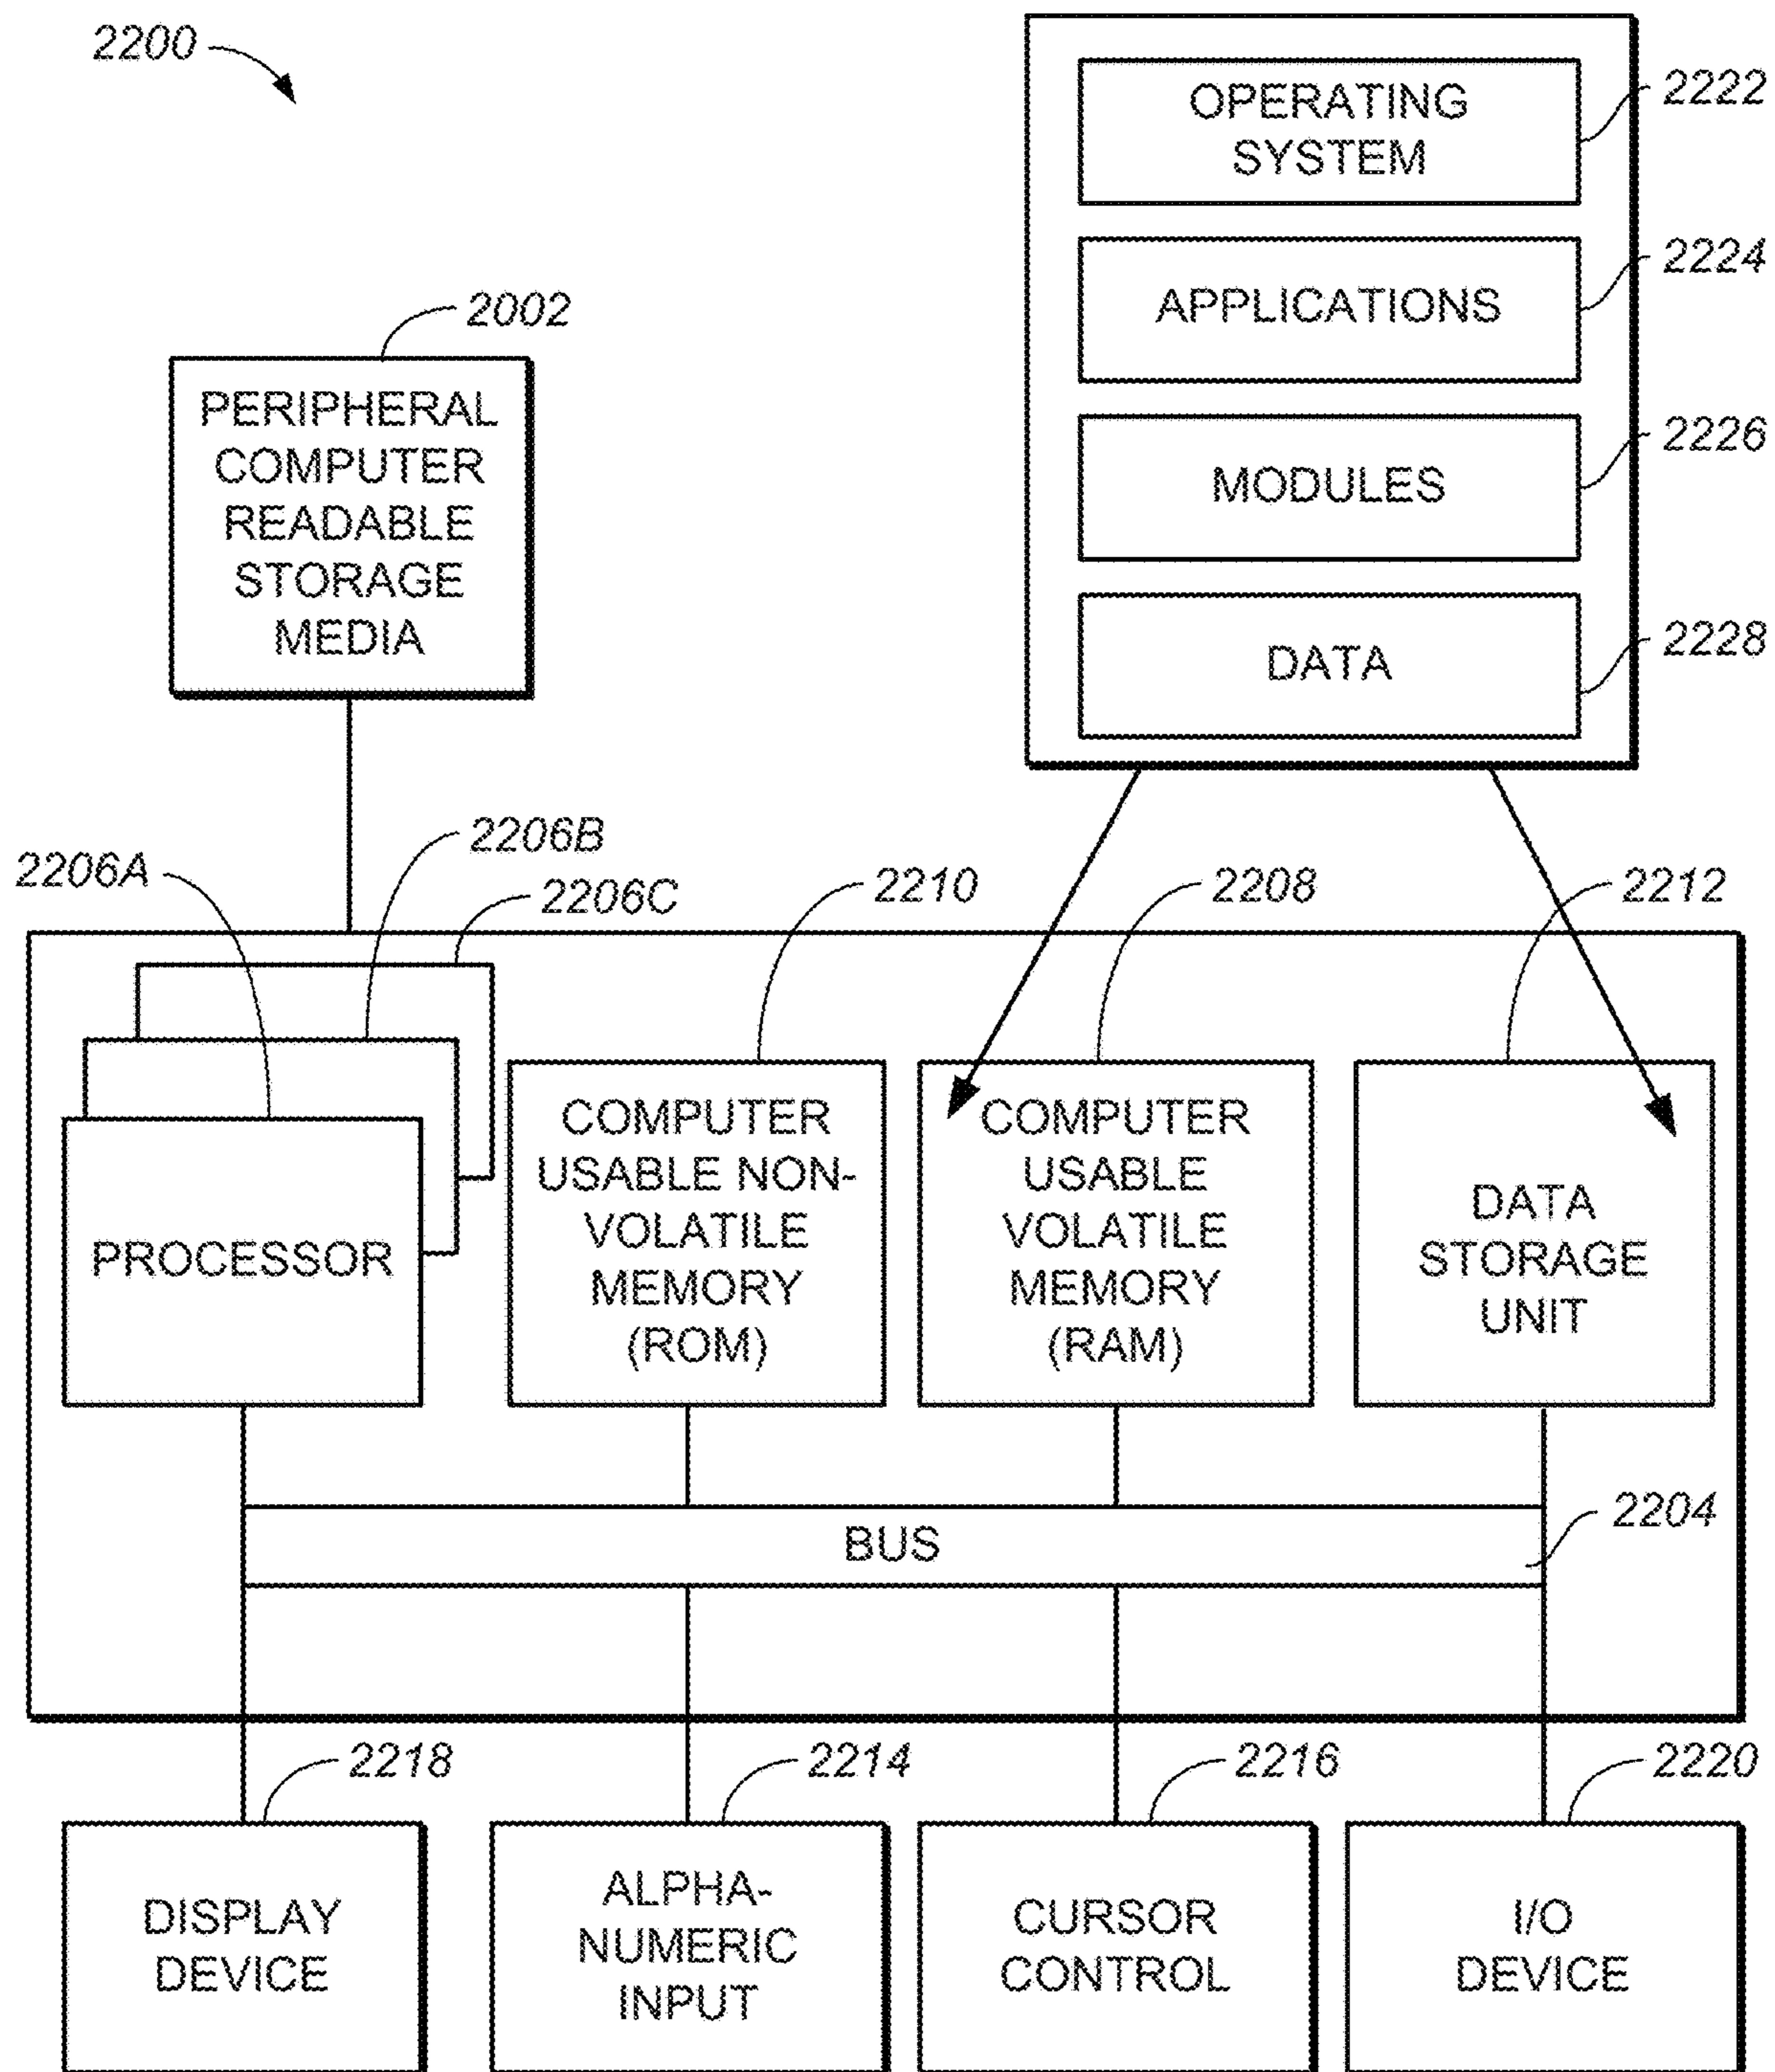 2200
OPERATING
SYSTEM
2222
APPLICATIONS
2224
MODULES
2226
DATA
2228
2002
PERIPHERAL
COMPUTER
READABLE
STORAGE
MEDIA
2206A
2206B
2206C
2210
2208
2212
PROCESSOR
COMPUTER
USABLE NON-
VOLATILE
MEMORY
(ROM)
COMPUTER
USABLE
VOLATILE
MEMORY
(RAM)
DATA
STORAGE
UNIT
BUS
2204
2218
2214
2216
2220
DISPLAY
DEVICE
ALPHA-
NUMERIC
INPUT
CURSOR
CONTROL
I/O
DEVICE